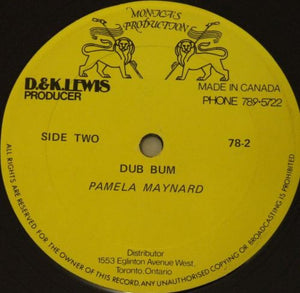 MONICA'S
PRODUCTION
D.&K.LEWIS
PRODUCER
MADE IN CANADA
PHONE 789-5722
SIDE TWO
78-2
DUB BUM
PAMELA MAYNARD
Distributor
1553 Eglinton Avenue West,
Toronto,Ontario
ALL RIGHTS ARE RESERVED FOR THE OWNER OF THIS RECORD, ANY UNAUTHORISED COPYING OR BROADCASTING IS PROHIBITED.